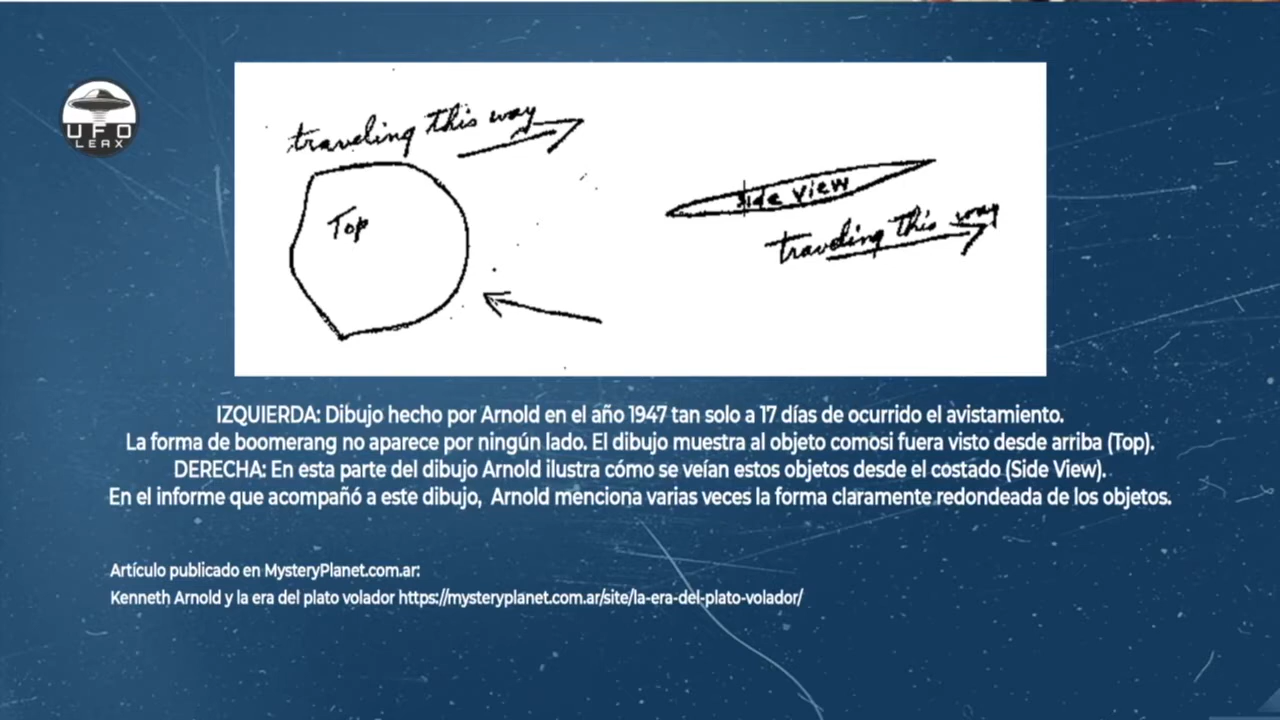 UFO
LEAX
traveling this way
Top
side view
traveling this way
IZQUIERDA: Dibujo hecho por Arnold en el año 1947 tan solo a 17 días de ocurrido el avistamiento.
La forma de boomerang no aparece por ningún lado. El dibujo muestra al objeto comosi fuera visto desde arriba (Top).
DERECHA: En esta parte del dibujo Arnold ilustra cómo se veían estos objetos desde el costado (Side View).
En el informe que acompañó a este dibujo, Arnold menciona varias veces la forma claramente redondeada de los objetos.
Artículo publicado en MysteryPlanet.com.ar:
Kenneth Arnold y la era del plato volador https://mysteryplanet.com.ar/site/la-era-del-plato-volador/